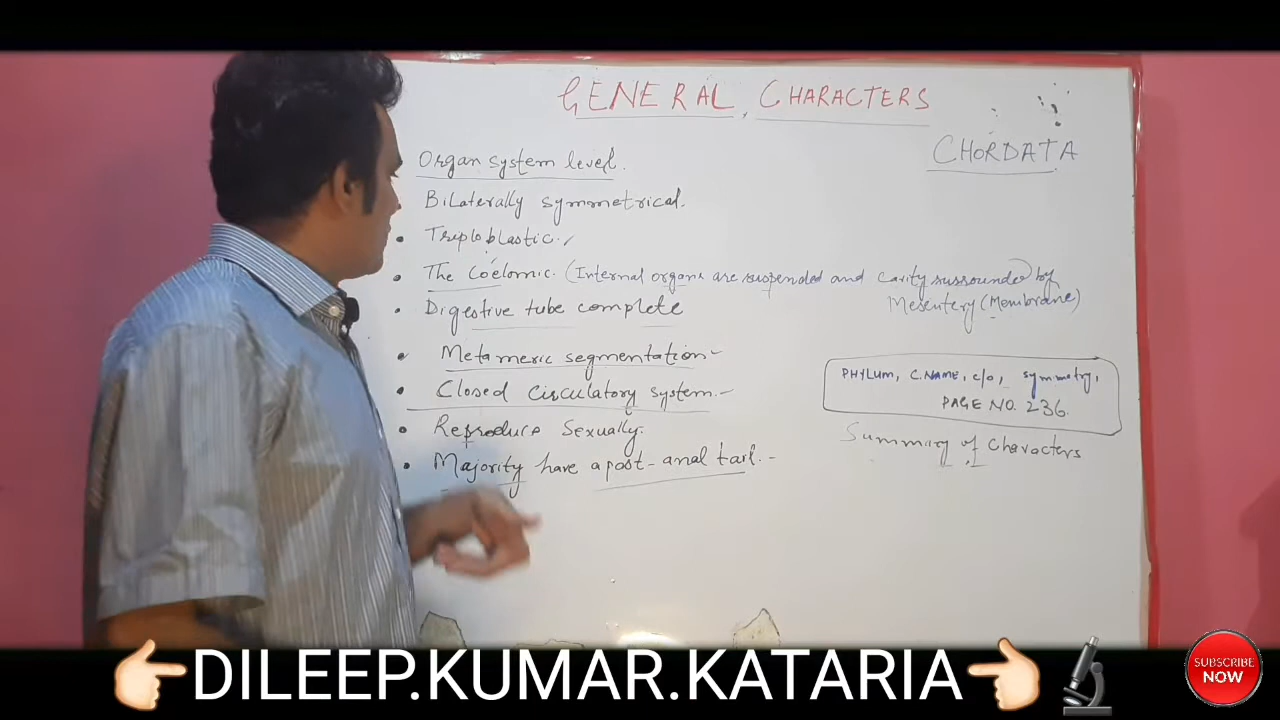 GENERAL, CHARACTERS
CHORDATA
Organ system level.
Bilaterally symmetrical.
• Triploblastic.
• The Coelomic. (Internal organs are suspended and cavity surrounded by
Mesentery (Membrane)
• Digestive tube complete
• Metameric segmentation-
• Closed circulatory system.-
• Reproduce Sexually.
• Majority have a post-anal tail.-
PHYLUM, C.NAME, c/o, symmetry,
PAGE NO. 236.
Summary of Characters
DILEEP.KUMAR.KATARIA
SUBSCRIBE
NOW